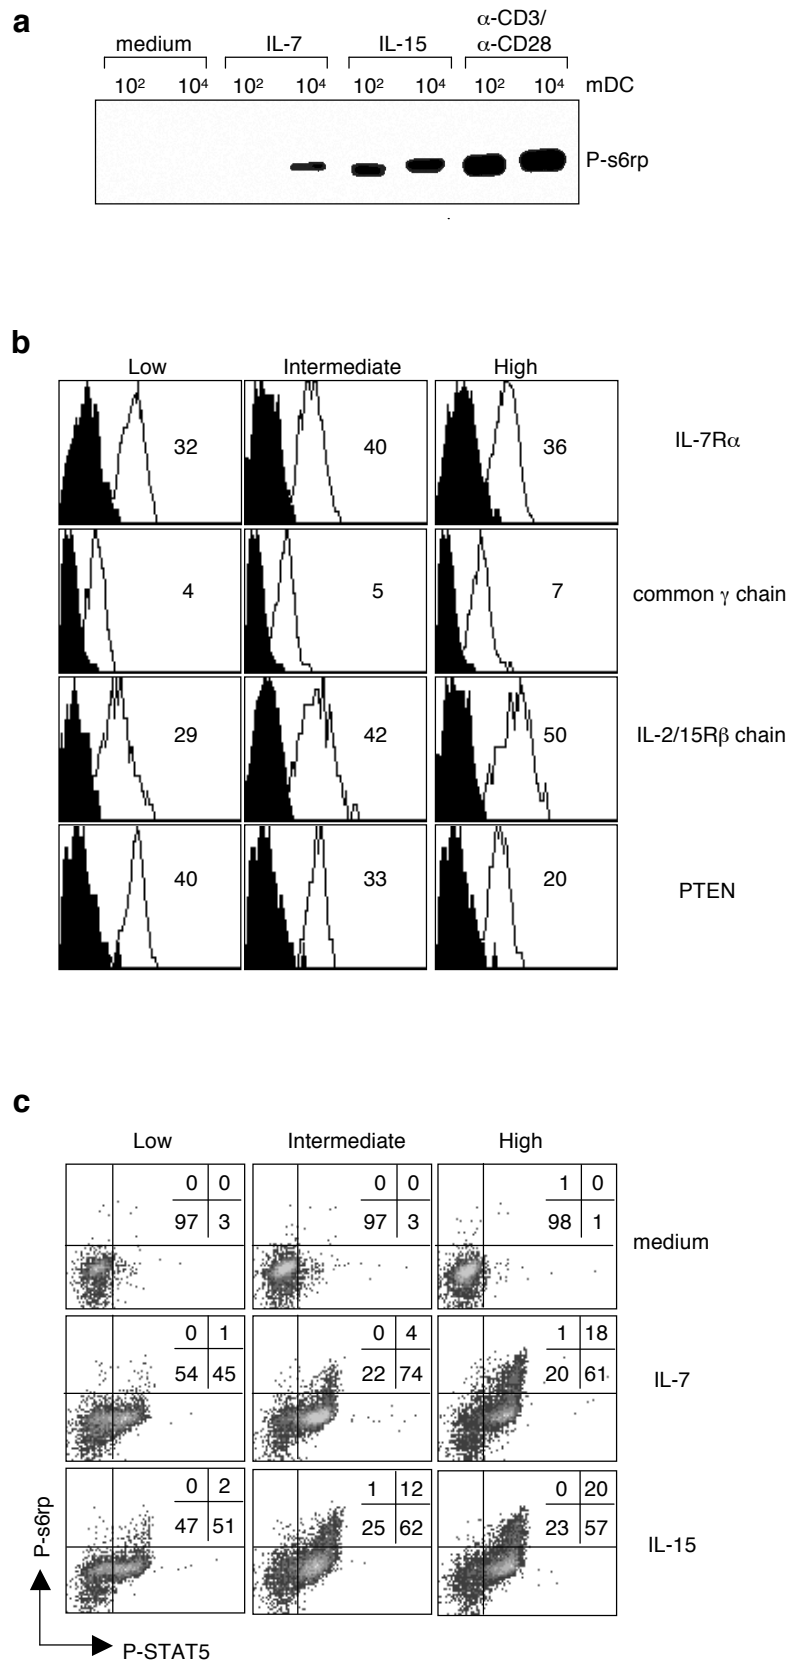 a
α-CD3/
medium IL-7 IL-15 α-CD28
10² 10⁴ 10² 10⁴ 10² 10⁴ 10² 10⁴ mDC
P-s6rp
b
Low Intermediate High
32 40 36 IL-7Rα
4 5 7 common γ chain
29 42 50 IL-2/15Rβ chain
40 33 20 PTEN
c
Low Intermediate High
0 0 0 0 1 0
97 3 97 3 98 1
medium
0 1 0 4 1 18
54 45 22 74 20 61
IL-7
0 2 1 12 0 20
47 51 25 62 23 57
IL-15
P-s6rp
P-STAT5